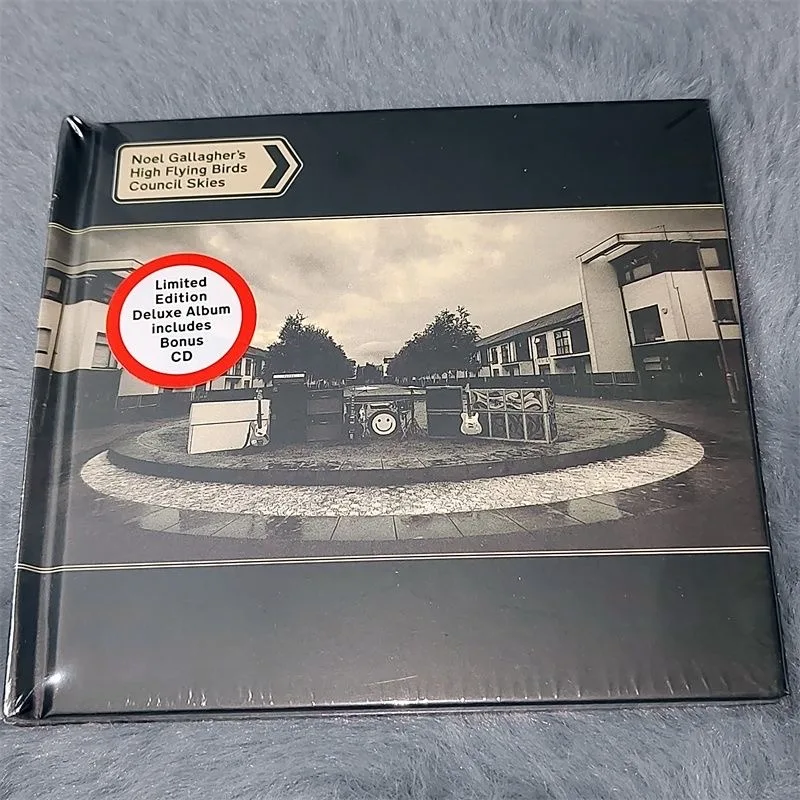 Noel Gallagher's
High Flying Birds
Council Skies
Limited
Edition
Deluxe Album
includes
Bonus
CD